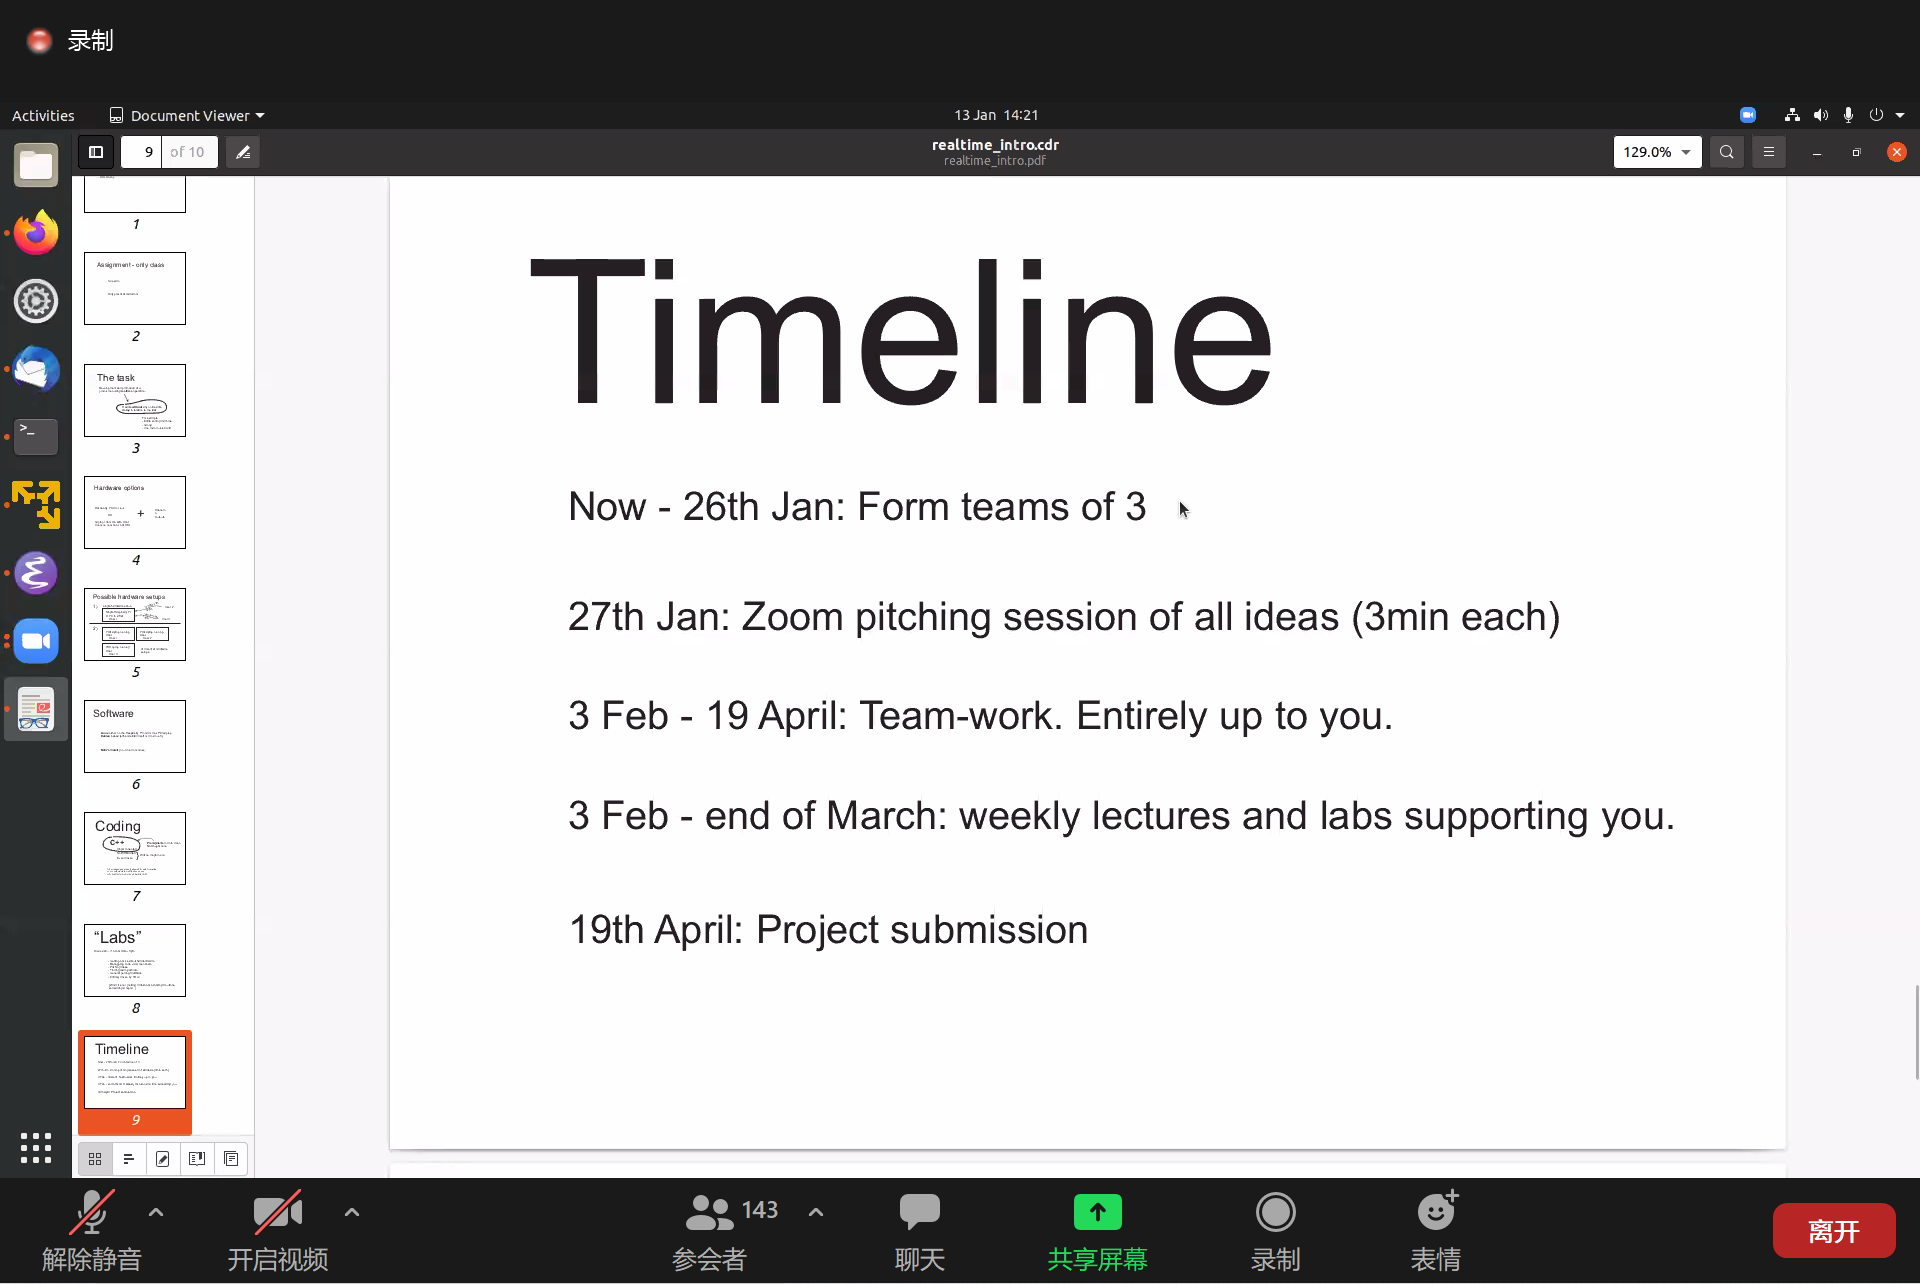 录制
Activities
Document Viewer
13 Jan 14:21
9 of 10
realtime_intro.cdr
realtime_intro.pdf
129.0%
1
Assignment - only class
2
The task
3
Hardware options
4
Possible hardware setups
5
Software
6
Coding
C++
7
“Labs”
8
Timeline
9
Timeline
Now - 26th Jan: Form teams of 3
27th Jan: Zoom pitching session of all ideas (3min each)
3 Feb - 19 April: Team-work. Entirely up to you.
3 Feb - end of March: weekly lectures and labs supporting you.
19th April: Project submission
解除静音
开启视频
143
参会者
聊天
共享屏幕
录制
表情
离开